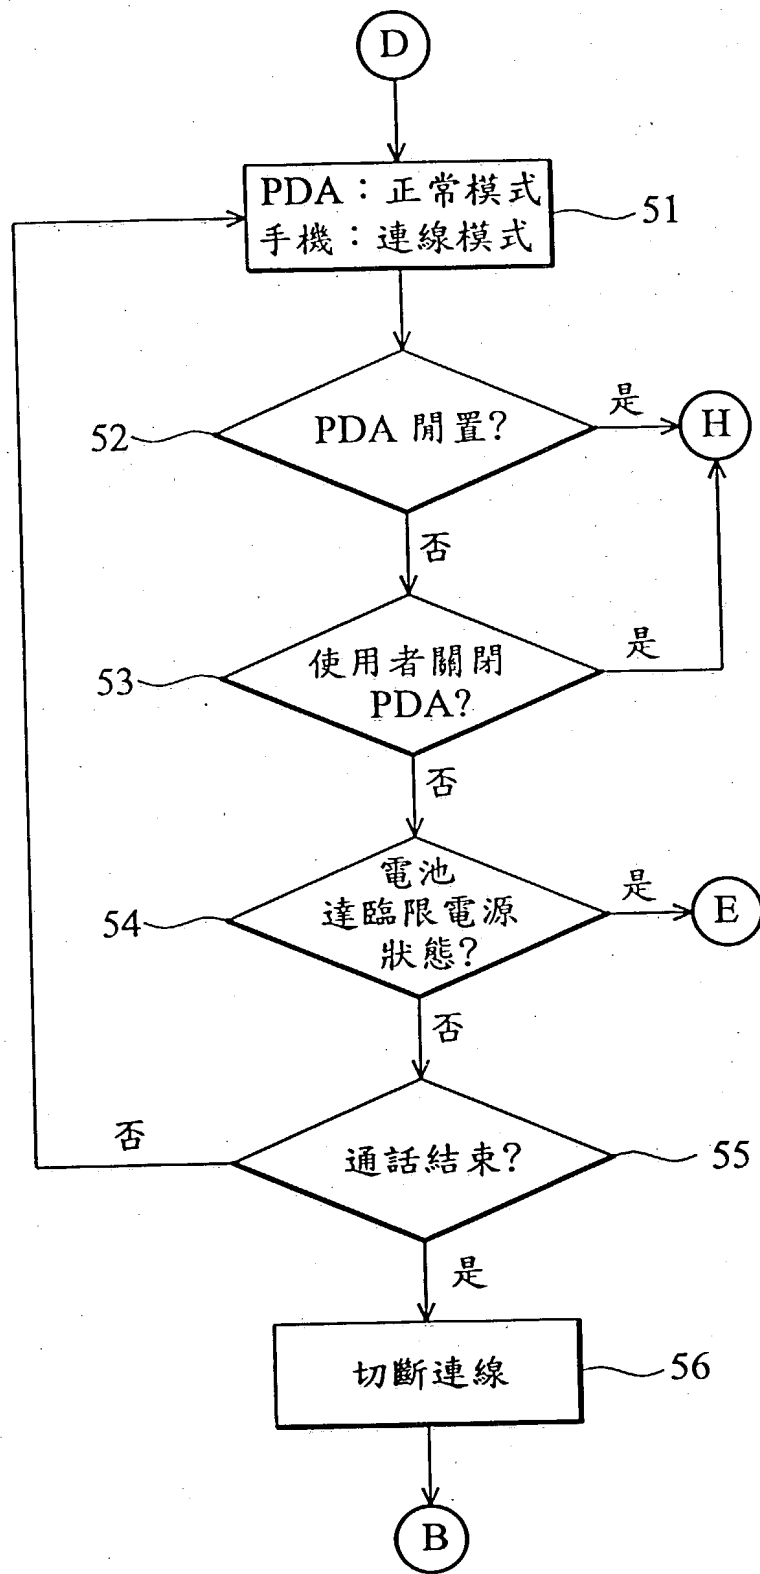 D
PDA：正常模式
手機：連線模式
51
PDA 閒置？
52
是
H
否
使用者關閉
PDA？
53
是
否
電池
達臨限電源
狀態？
54
是
E
否
通話結束？
55
否
是
切斷連線
56
B